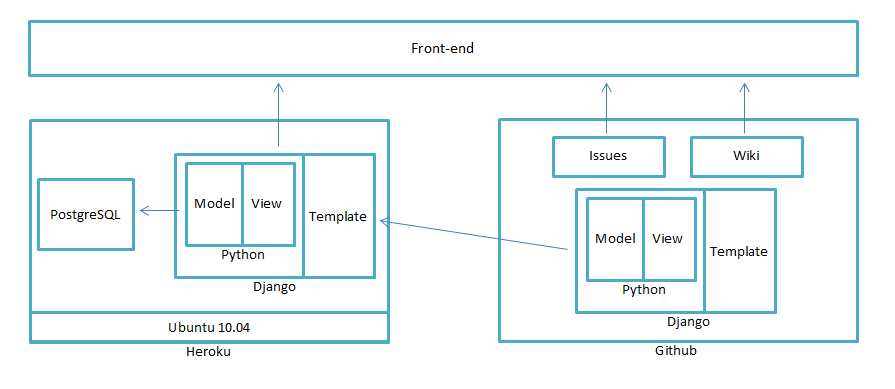 Front-end
PostgreSQL
Model
View
Template
Python
Django
Ubuntu 10.04
Heroku
Issues
Wiki
Model
View
Template
Python
Django
Github